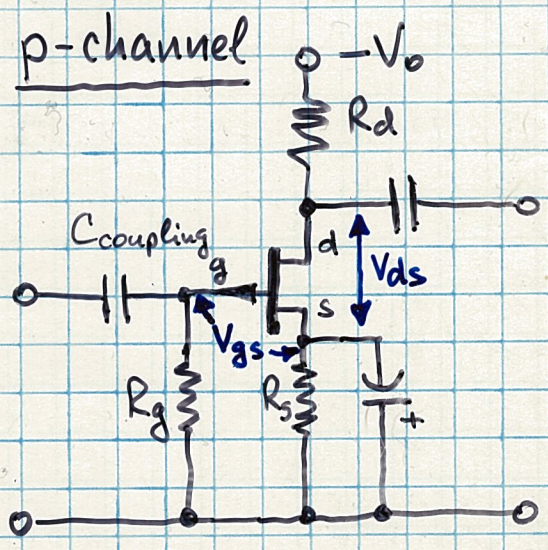 p-channel
-V₀
Rd
Ccoupling
g
d
Vds
s
Vgs
Rg
Rs
+